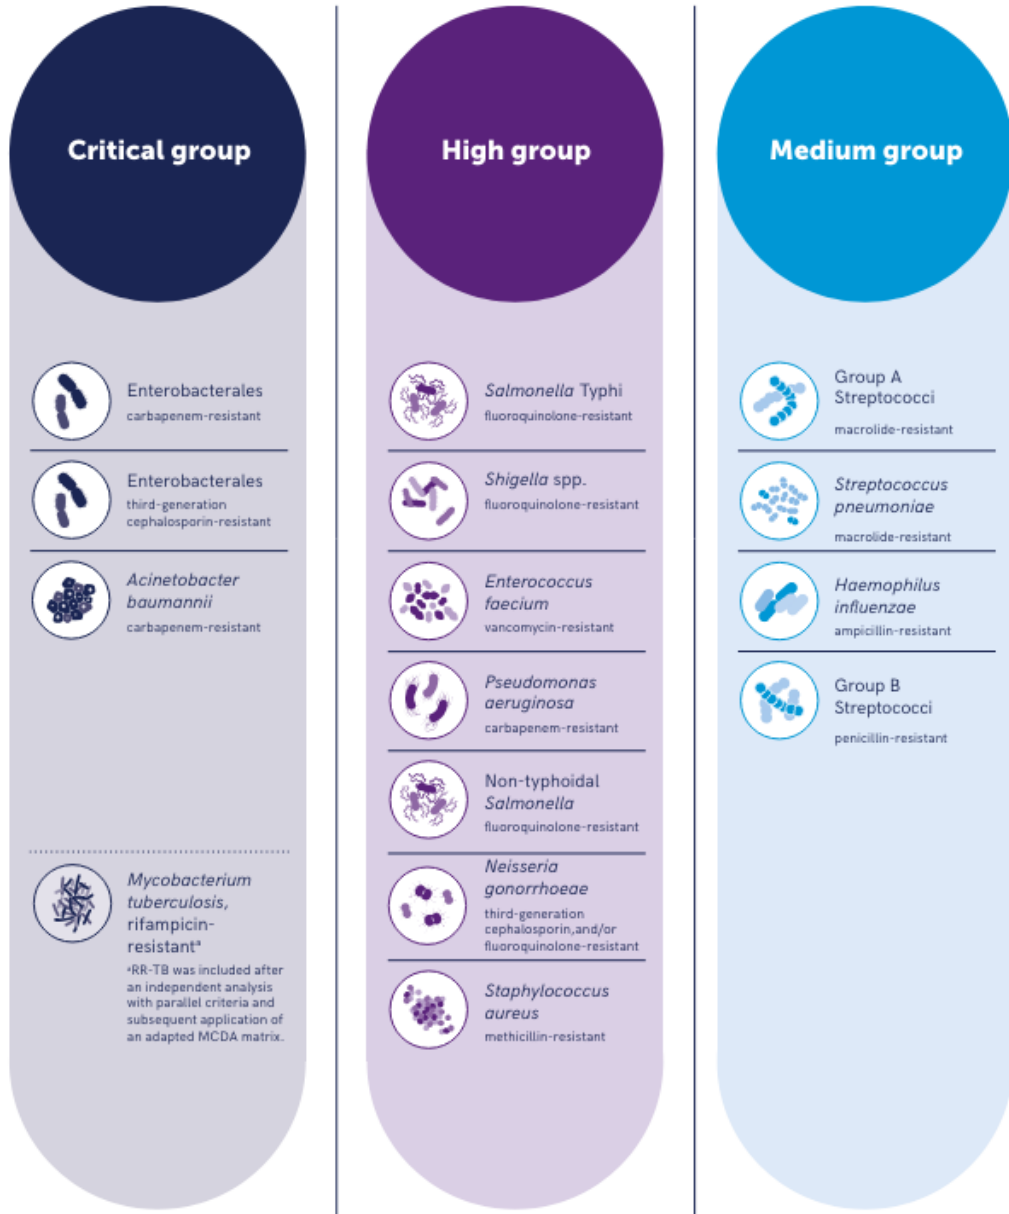 Critical group
Enterobacterales
carbapenem-resistant
Enterobacterales
third-generation
cephalosporin-resistant
Acinetobacter
baumannii
carbapenem-resistant
Mycobacterium
tuberculosis,
rifampicin-
resistantᵃ
ᵃRR-TB was included after
an independent analysis
with parallel criteria and
subsequent application of
an adapted MCDA matrix.
High group
Salmonella Typhi
fluoroquinolone-resistant
Shigella spp.
fluoroquinolone-resistant
Enterococcus
faecium
vancomycin-resistant
Pseudomonas
aeruginosa
carbapenem-resistant
Non-typhoidal
Salmonella
fluoroquinolone-resistant
Neisseria
gonorrhoeae
third-generation
cephalosporin,and/or
fluoroquinolone-resistant
Staphylococcus
aureus
methicillin-resistant
Medium group
Group A
Streptococci
macrolide-resistant
Streptococcus
pneumoniae
macrolide-resistant
Haemophilus
influenzae
ampicillin-resistant
Group B
Streptococci
penicillin-resistant